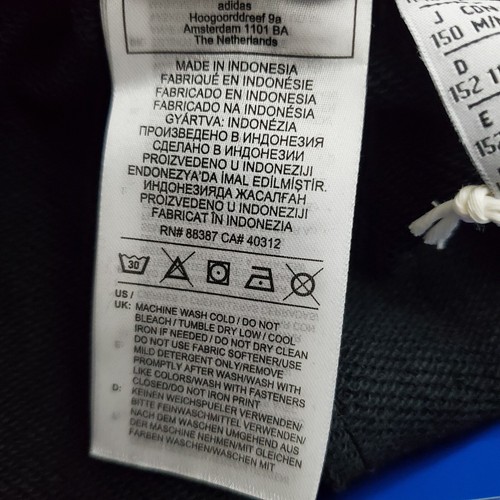 adidas
Hoogoorddreef 9a
Amsterdam 1101 BA
The Netherlands
MADE IN INDONESIA
FABRIQUÉ EN INDONÉSIE
FABRICADO EN INDONESIA
FABRICADO NA INDONÉSIA
GYÁRTVA: INDONÉZIA
ПРОИЗВЕДЕНО В ИНДОНЕЗИЯ
СДЕЛАНО В ИНДОНЕЗИИ
PROIZVEDENO U INDONEZIJI
ENDONEZYA'DA İMAL EDİLMİŞTİR.
ИНДОНЕЗИЯДА ЖАСАЛҒАН
PROIZVEDENO U INDONEZIJI
FABRICAT ÎN INDONEZIA
RN# 88387 CA# 40312
30
US /
UK: MACHINE WASH COLD / DO NOT
BLEACH / TUMBLE DRY LOW / COOL
IRON IF NEEDED / DO NOT DRY CLEAN
DO NOT USE FABRIC SOFTENER/USE
MILD DETERGENT ONLY/REMOVE
PROMPTLY AFTER WASH/WASH WITH
LIKE COLORS/WASH WITH FASTENERS
CLOSED/DO NOT IRON PRINT
D: KEINEN WEICHSPUELER VERWENDEN/
BITTE FEINWASCHMITTEL VERWENDEN/
NACH DEM WASCHEN UMGEHEND AUS
DER MASCHINE NEHMEN/MIT GLEICHEN
FARBEN WASCHEN/WASCHEN MIT
J
150
D
152
E